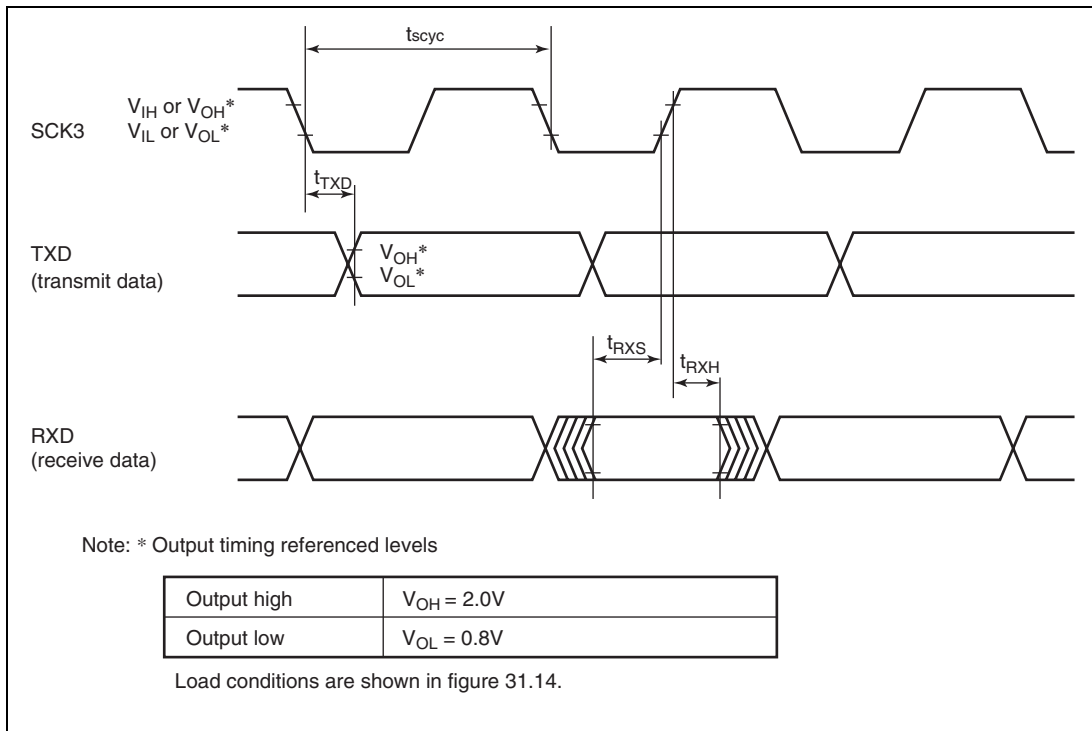 tscyc
VIH or VOH*
SCK3
VIL or VOL*
tTXD
TXD
(transmit data)
VOH*
VOL*
tRXS
tRXH
RXD
(receive data)
Note: * Output timing referenced levels
Output high VOH = 2.0V
Output low VOL = 0.8V
Load conditions are shown in figure 31.14.